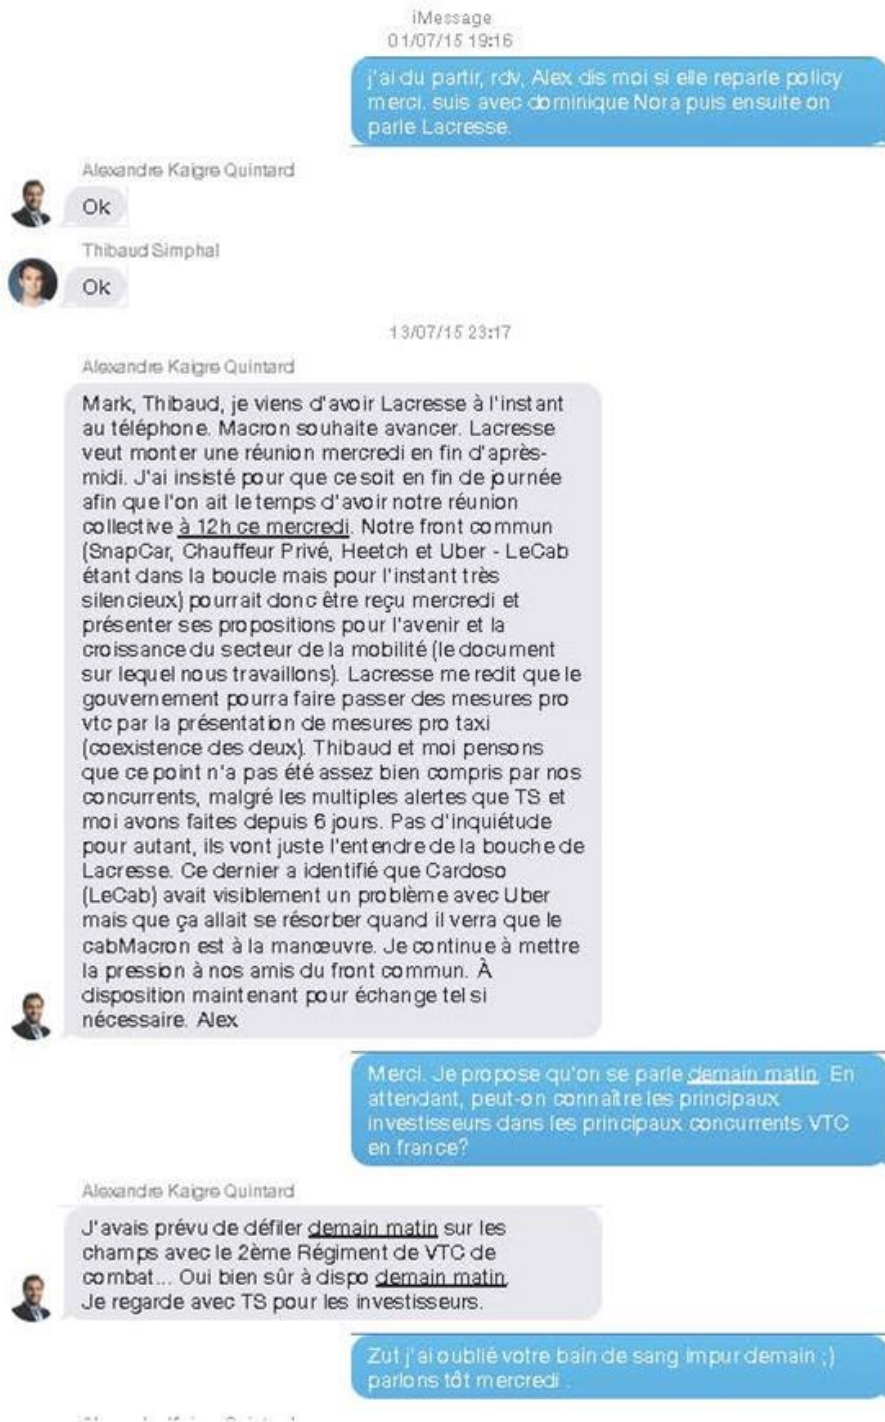 iMessage
01/07/15 19:16
j'ai du partir, rdv, Alex dis moi si elle reparle policy
merci. suis avec dominique Nora puis ensuite on
parle Lacresse.
Alexandre Kaigre Quintard
Ok
Thibaud Simphal
Ok
13/07/15 23:17
Alexandre Kaigre Quintard
Mark, Thibaud, je viens d'avoir Lacresse à l'instant
au téléphone. Macron souhaite avancer. Lacresse
veut monter une réunion mercredi en fin d'après-
midi. J'ai insisté pour que ce soit en fin de journée
afin que l'on ait le temps d'avoir notre réunion
collective à 12h ce mercredi. Notre front commun
(SnapCar, Chauffeur Privé, Heetch et Uber - LeCab
étant dans la boucle mais pour l'instant très
silencieux) pourrait donc être reçu mercredi et
présenter ses propositions pour l'avenir et la
croissance du secteur de la mobilité (le document
sur lequel nous travaillons). Lacresse me redit que le
gouvernement pourra faire passer des mesures pro
vtc par la présentation de mesures pro taxi
(coexistence des deux). Thibaud et moi pensons
que ce point n'a pas été assez bien compris par nos
concurrents, malgré les multiples alertes que TS et
moi avons faites depuis 6 jours. Pas d'inquiétude
pour autant, ils vont juste l'entendre de la bouche de
Lacresse. Ce dernier a identifié que Cardoso
(LeCab) avait visiblement un problème avec Uber
mais que ça allait se résorber quand il verra que le
cabMacron est à la manœuvre. Je continue à mettre
la pression à nos amis du front commun. À
disposition maintenant pour échange tel si
nécessaire. Alex
Merci. Je propose qu'on se parle demain matin. En
attendant, peut-on connaître les principaux
investisseurs dans les principaux concurrents VTC
en france?
Alexandre Kaigre Quintard
J'avais prévu de défiler demain matin sur les
champs avec le 2ème Régiment de VTC de
combat... Oui bien sûr à dispo demain matin.
Je regarde avec TS pour les investisseurs.
Zut j'ai oublié votre bain de sang impur demain ;)
parlons tôt mercredi .